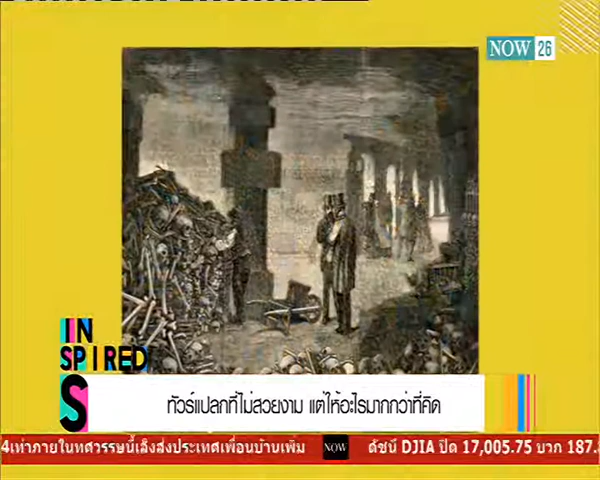 NOW 26
IN
SPIRED
S
ทัวร์แปลกที่ไม่สวยงาม แต่ให้อะไรมากกว่าที่คิด
4เท่าภายในทศวรรษนี้เล็งส่งประเทศเพื่อนบ้านเพิ่ม NOW ดัชนี DJIA ปิด 17,005.75 บวก 187.